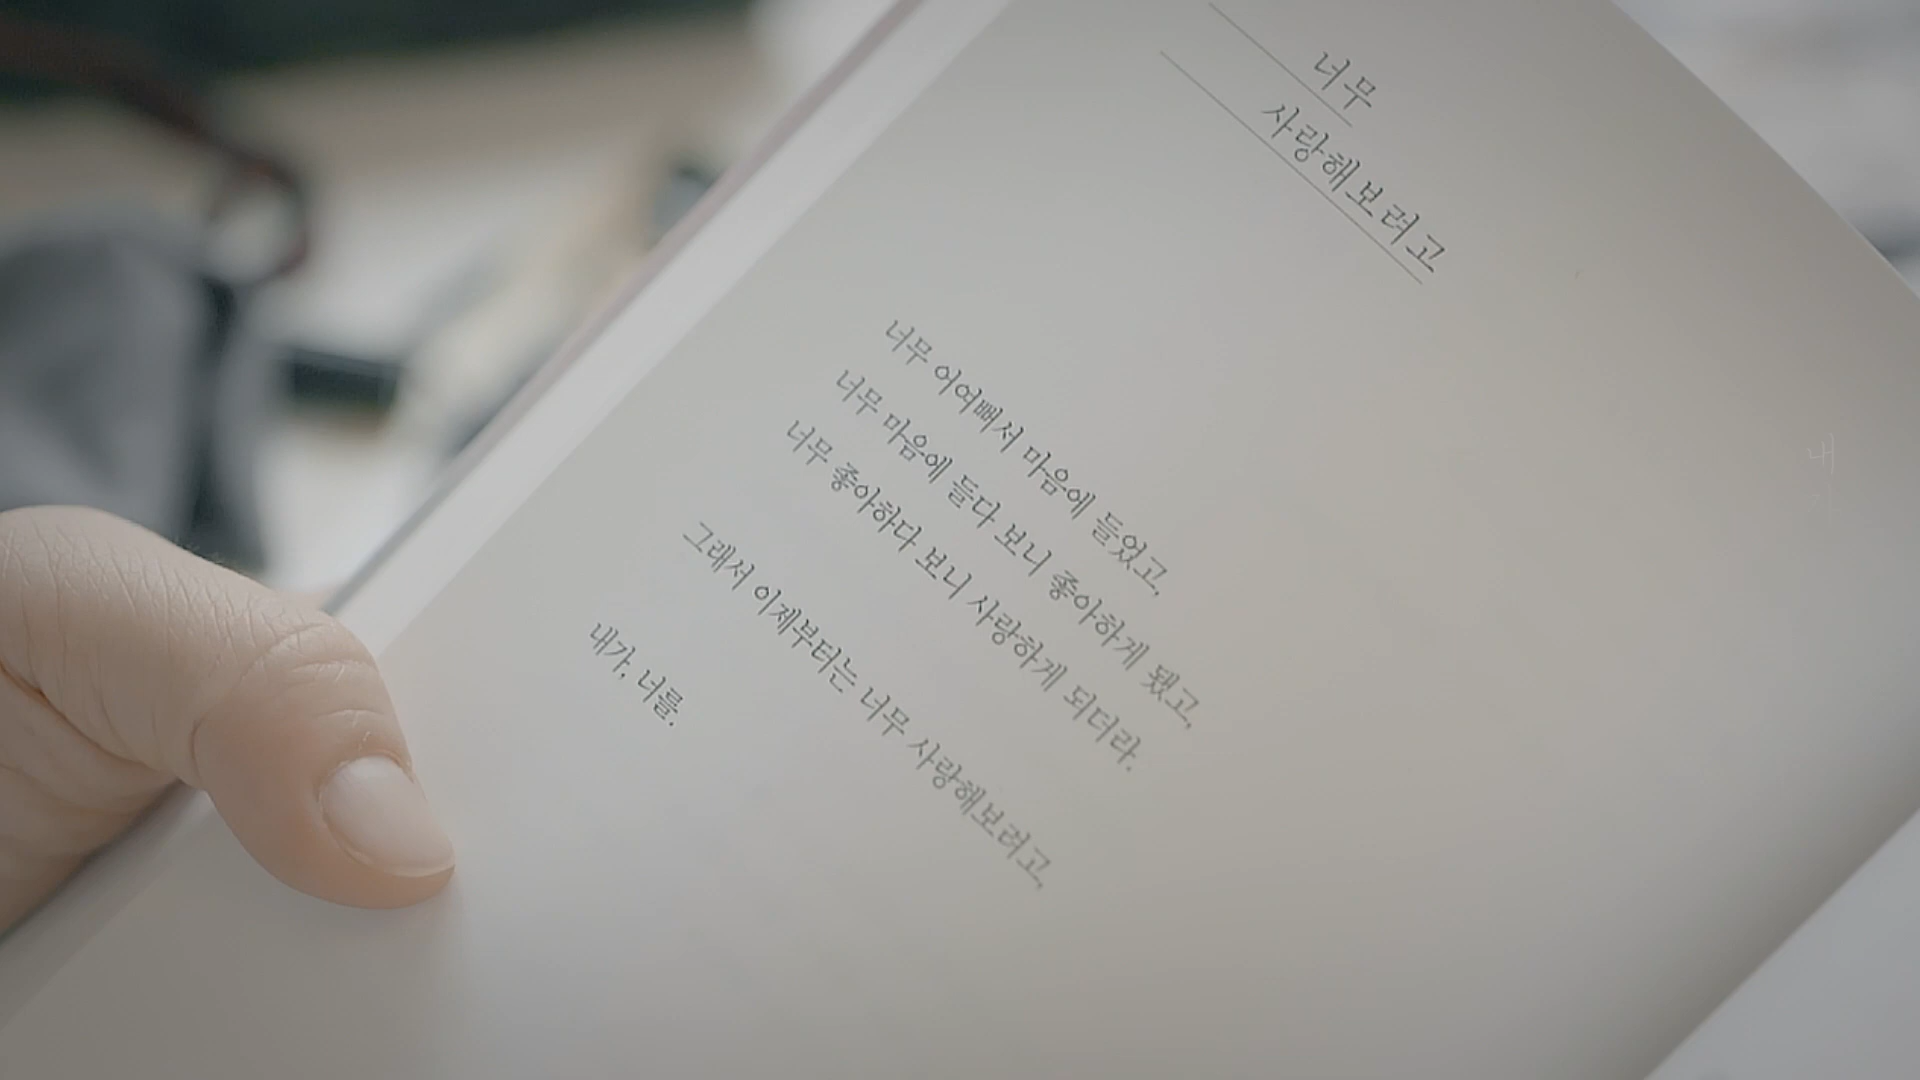 너무
사랑해보려고
너무 어여뻐서 마음에 들었고,
너무 마음에 들다 보니 좋아하게 됐고,
너무 좋아하다 보니 사랑하게 되더라.
그래서 이제부터는 너무 사랑해보려고,
내가, 너를.